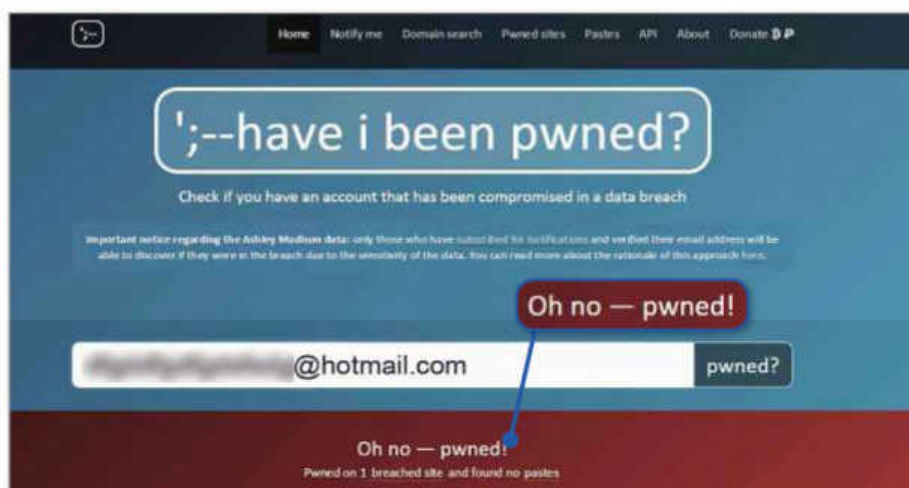 ';--
Home Notify me Domain search Pwned sites Pastes API About Donate
';--have i been pwned?
Check if you have an account that has been compromised in a data breach
Important notice regarding the Ashley Madison data: only those who have subscribed for notifications and verified their email address will be
able to discover if they were in the breach due to the sensitivity of the data. You can read more about the rationale of this approach here.
Oh no — pwned!
@hotmail.com pwned?
Oh no — pwned!
Pwned on 1 breached site and found no pastes